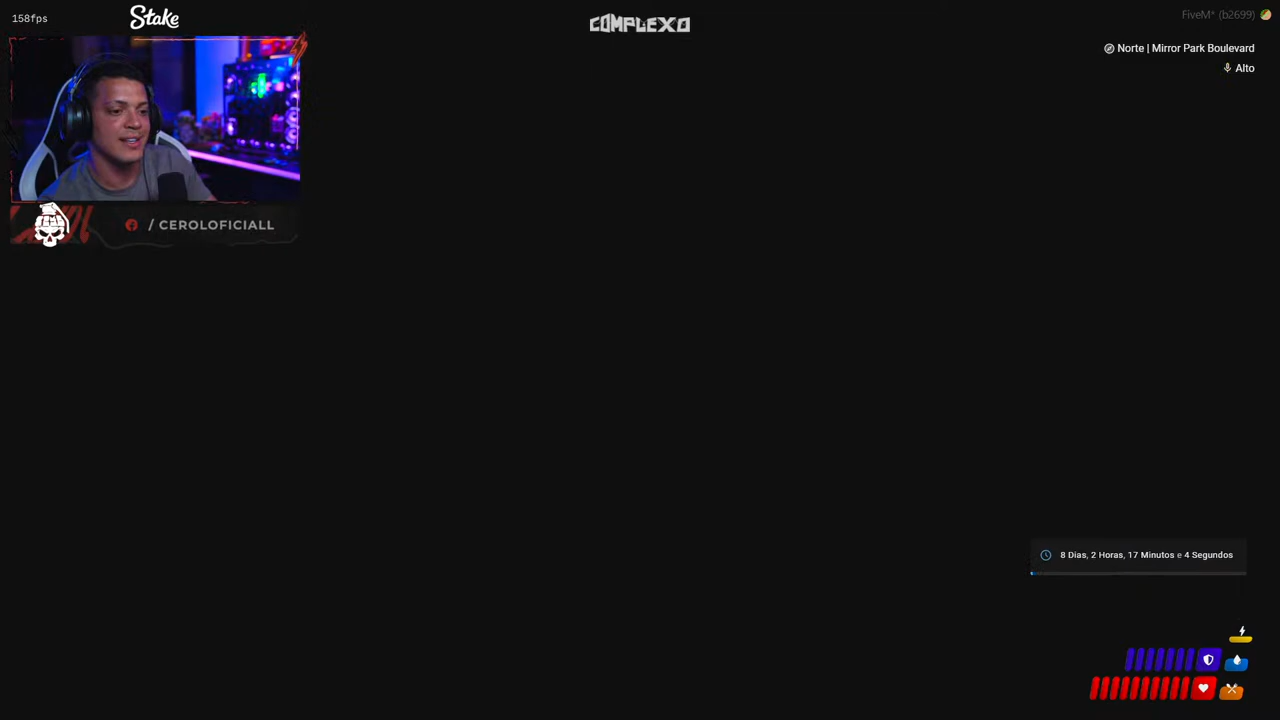 158fps
Stake
COMPLEXO
FiveM* (b2699)
Norte | Mirror Park Boulevard
Alto
/ CEROLOFICIALL
8 Dias, 2 Horas, 17 Minutos e 4 Segundos